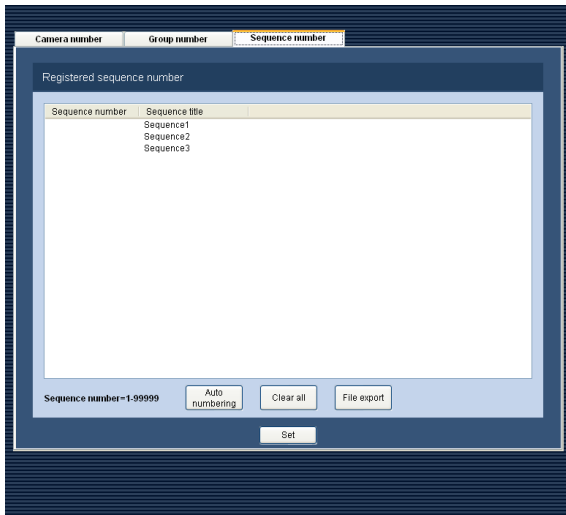 Camera number Group number Sequence number
Registered sequence number
Sequence number Sequence title
Sequence1
Sequence2
Sequence3
Sequence number=1-99999
Auto
numbering
Clear all
File export
Set